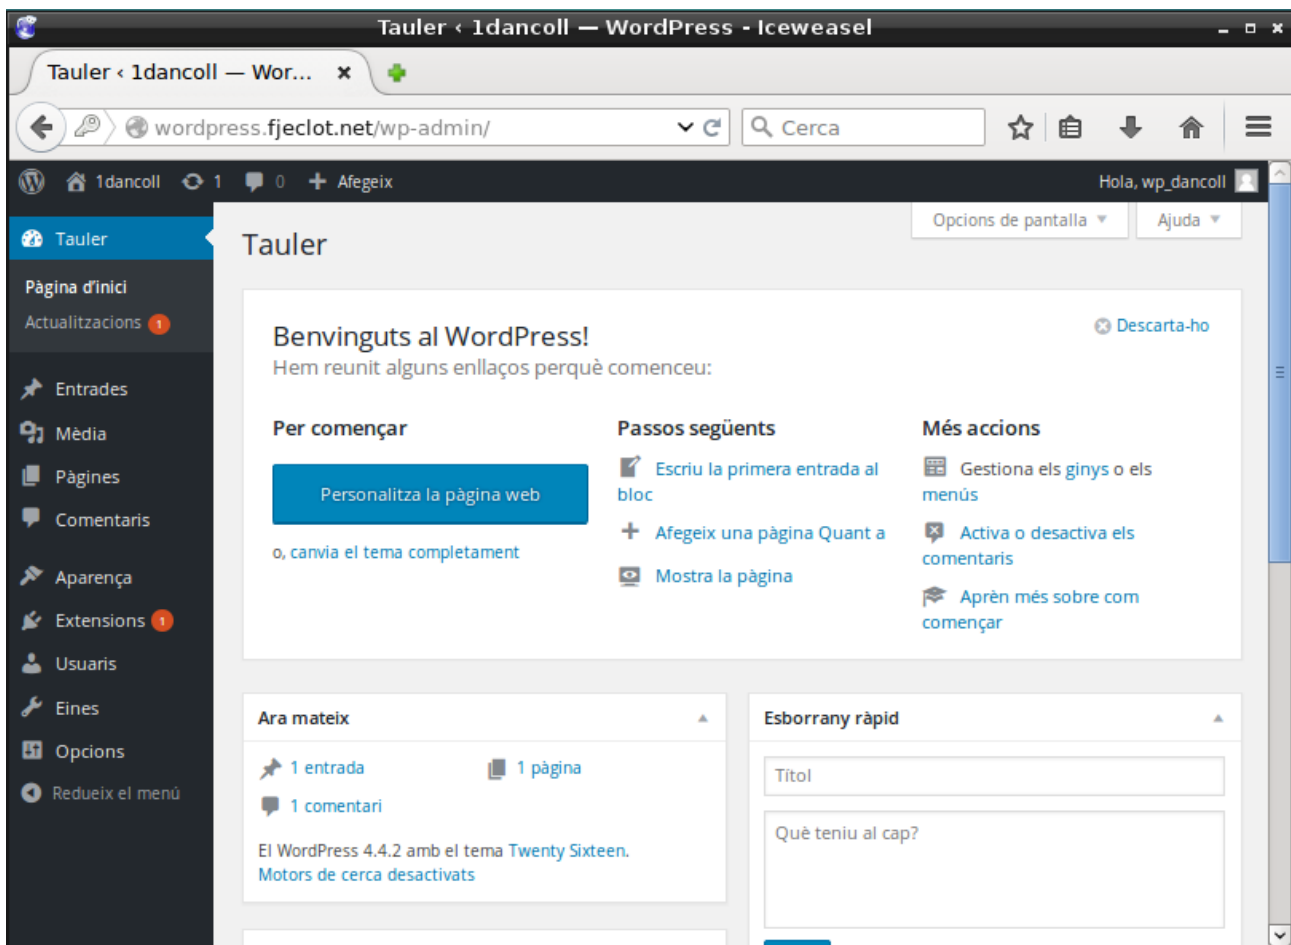 Tauler ‹ 1dancoll — WordPress - Iceweasel
Tauler ‹ 1dancoll — Wor...
wordpress.fjeclot.net/wp-admin/
Cerca
1dancoll 1 0 Afegeix
Hola, wp_dancoll
Opcions de pantalla
Ajuda
Tauler
Pàgina d'inici
Actualitzacions 1
Entrades
Mèdia
Pàgines
Comentaris
Aparença
Extensions 1
Usuaris
Eines
Opcions
Redueix el menú
Tauler
Benvinguts al WordPress!
Descarta-ho
Hem reunit alguns enllaços perquè comenceu:
Per començar
Personalitza la pàgina web
o, canvia el tema completament
Passos següents
Escriu la primera entrada al
bloc
Afegeix una pàgina Quant a
Mostra la pàgina
Més accions
Gestiona els ginys o els
menús
Activa o desactiva els
comentaris
Aprèn més sobre com
començar
Ara mateix
1 entrada
1 pàgina
1 comentari
El WordPress 4.4.2 amb el tema Twenty Sixteen.
Motors de cerca desactivats
Esborrany ràpid
Títol
Què teniu al cap?